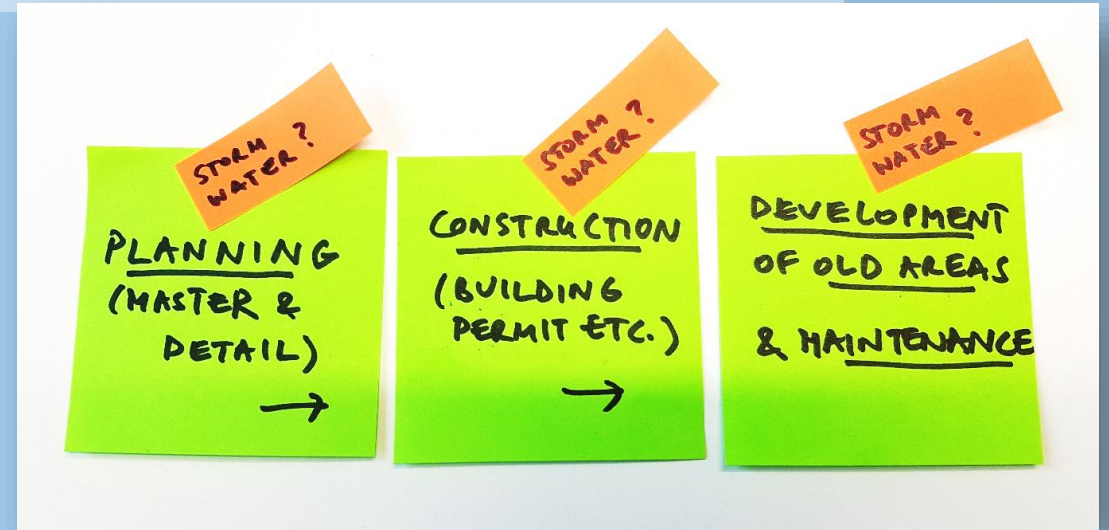 STORM
WATER?
PLANNING
(MASTER &
DETAIL)
→
STORM
WATER?
CONSTRUCTION
(BUILDING
PERMIT ETC.)
→
STORM
WATER?
DEVELOPMENT
OF OLD AREAS
& MAINTENANCE